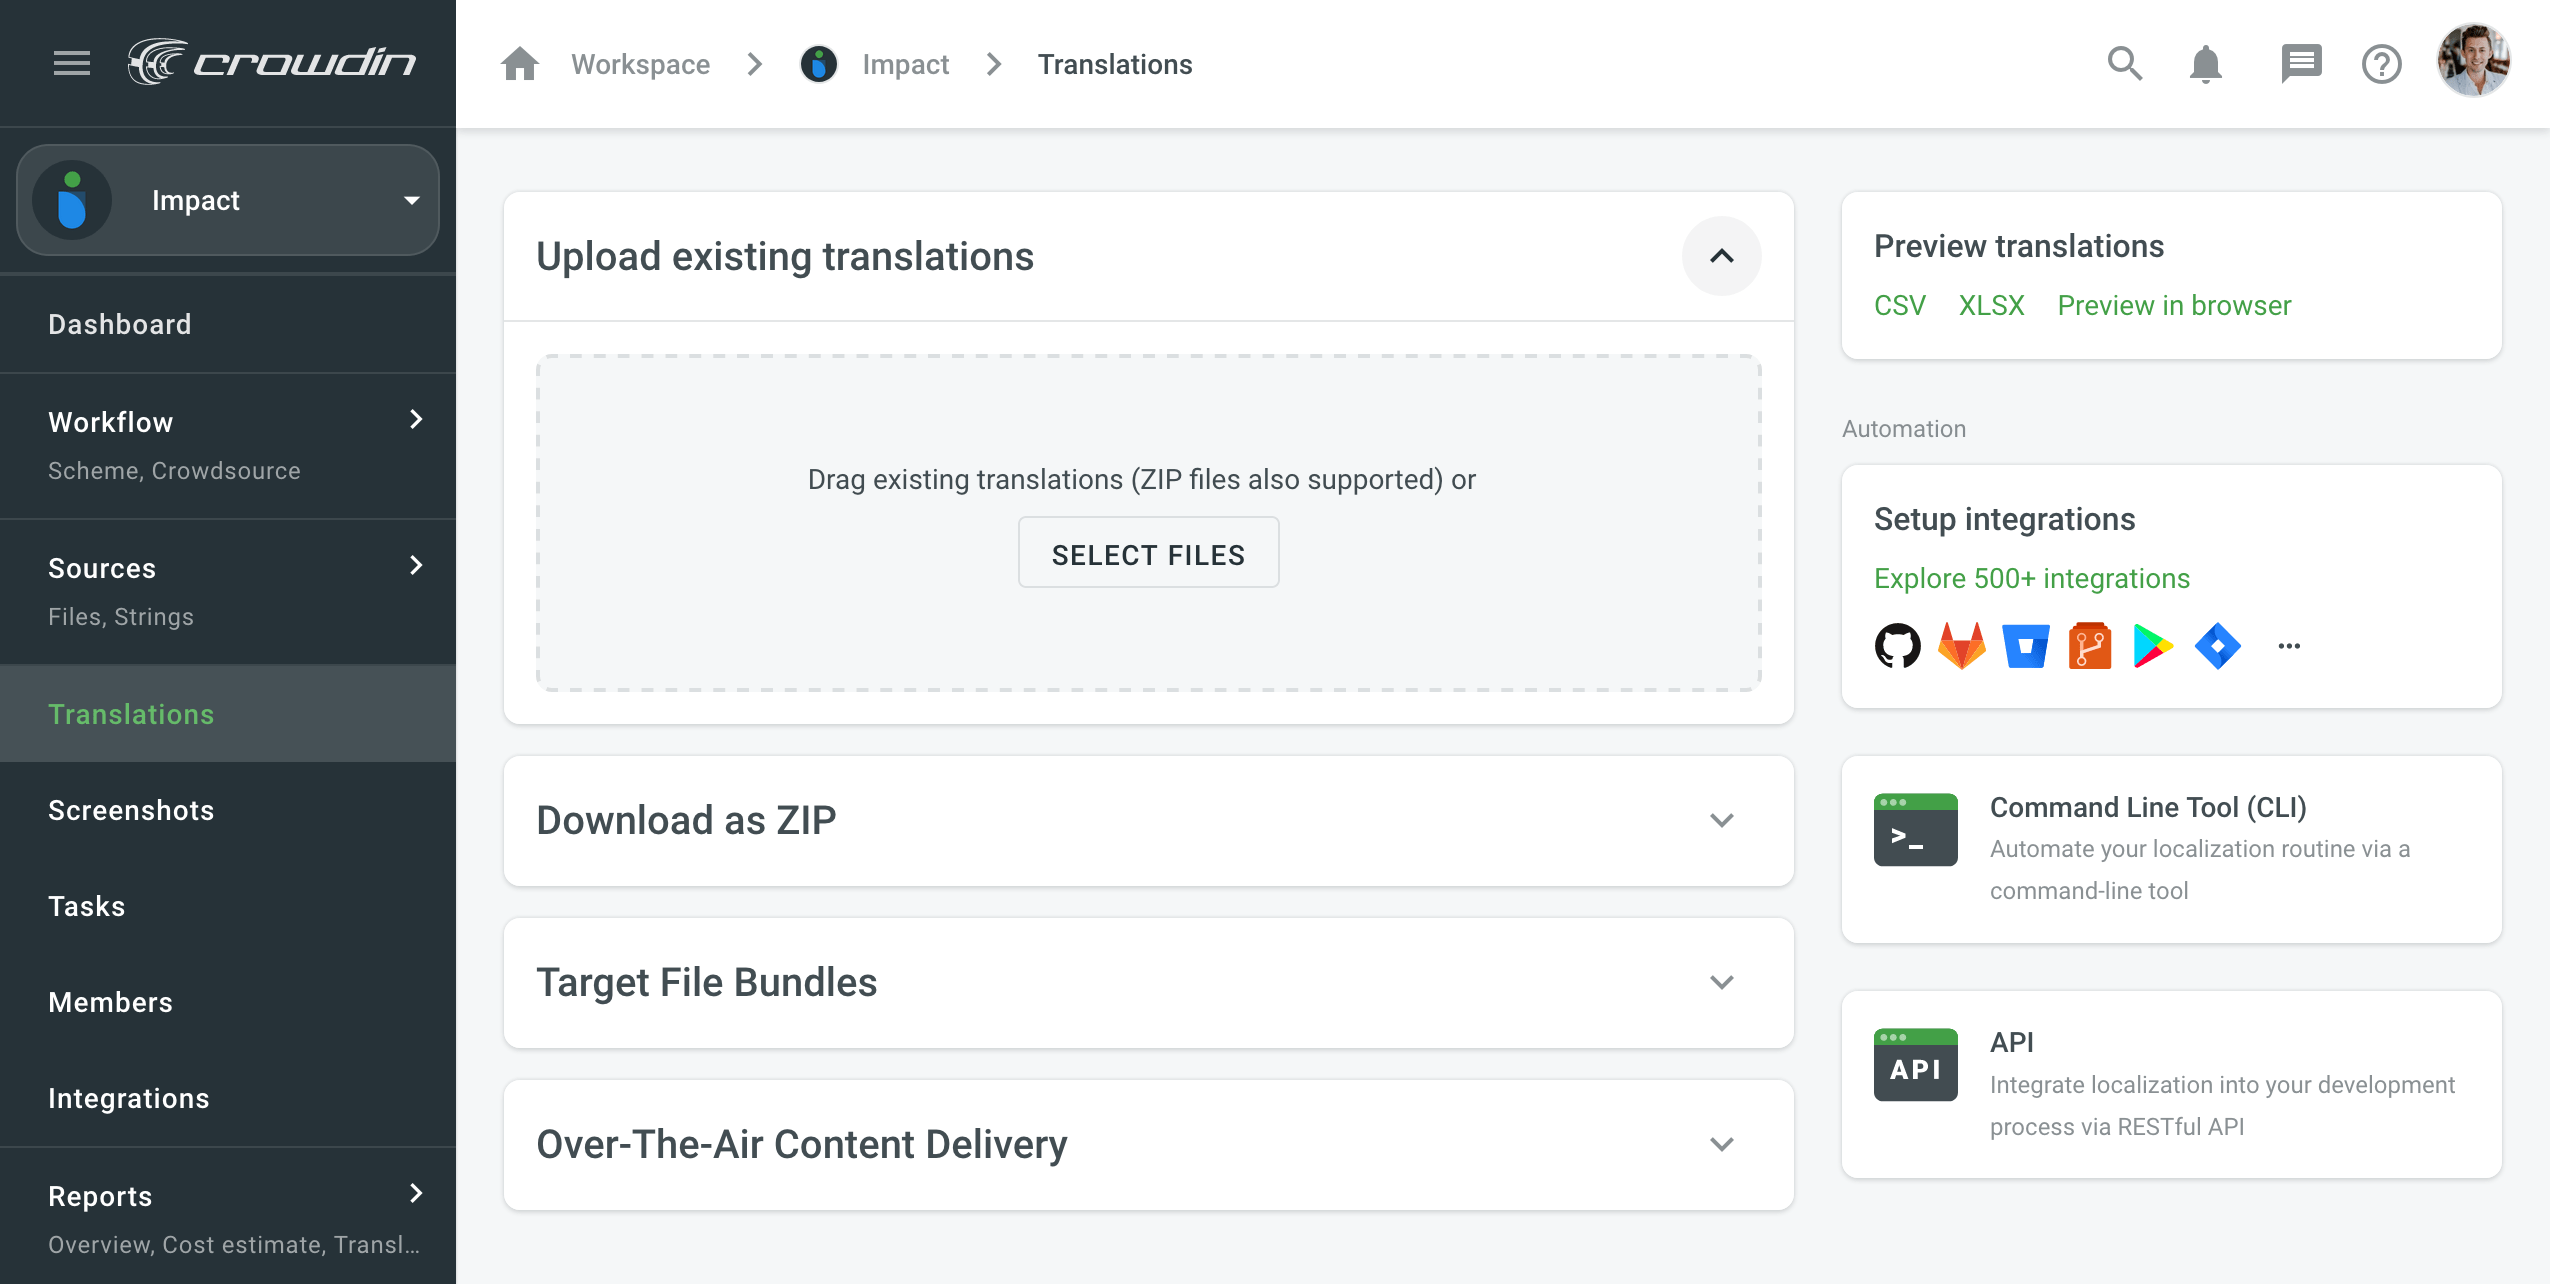 crowdin
Workspace
Impact
Translations
Impact
Dashboard
Workflow
Scheme, Crowdsource
Sources
Files, Strings
Translations
Screenshots
Tasks
Members
Integrations
Reports
Overview, Cost estimate, Transl...
Upload existing translations
Drag existing translations (ZIP files also supported) or
SELECT FILES
Download as ZIP
Target File Bundles
Over-The-Air Content Delivery
Preview translations
CSV XLSX Preview in browser
Automation
Setup integrations
Explore 500+ integrations
>_
Command Line Tool (CLI)
Automate your localization routine via a
command-line tool
API
API
Integrate localization into your development
process via RESTful API